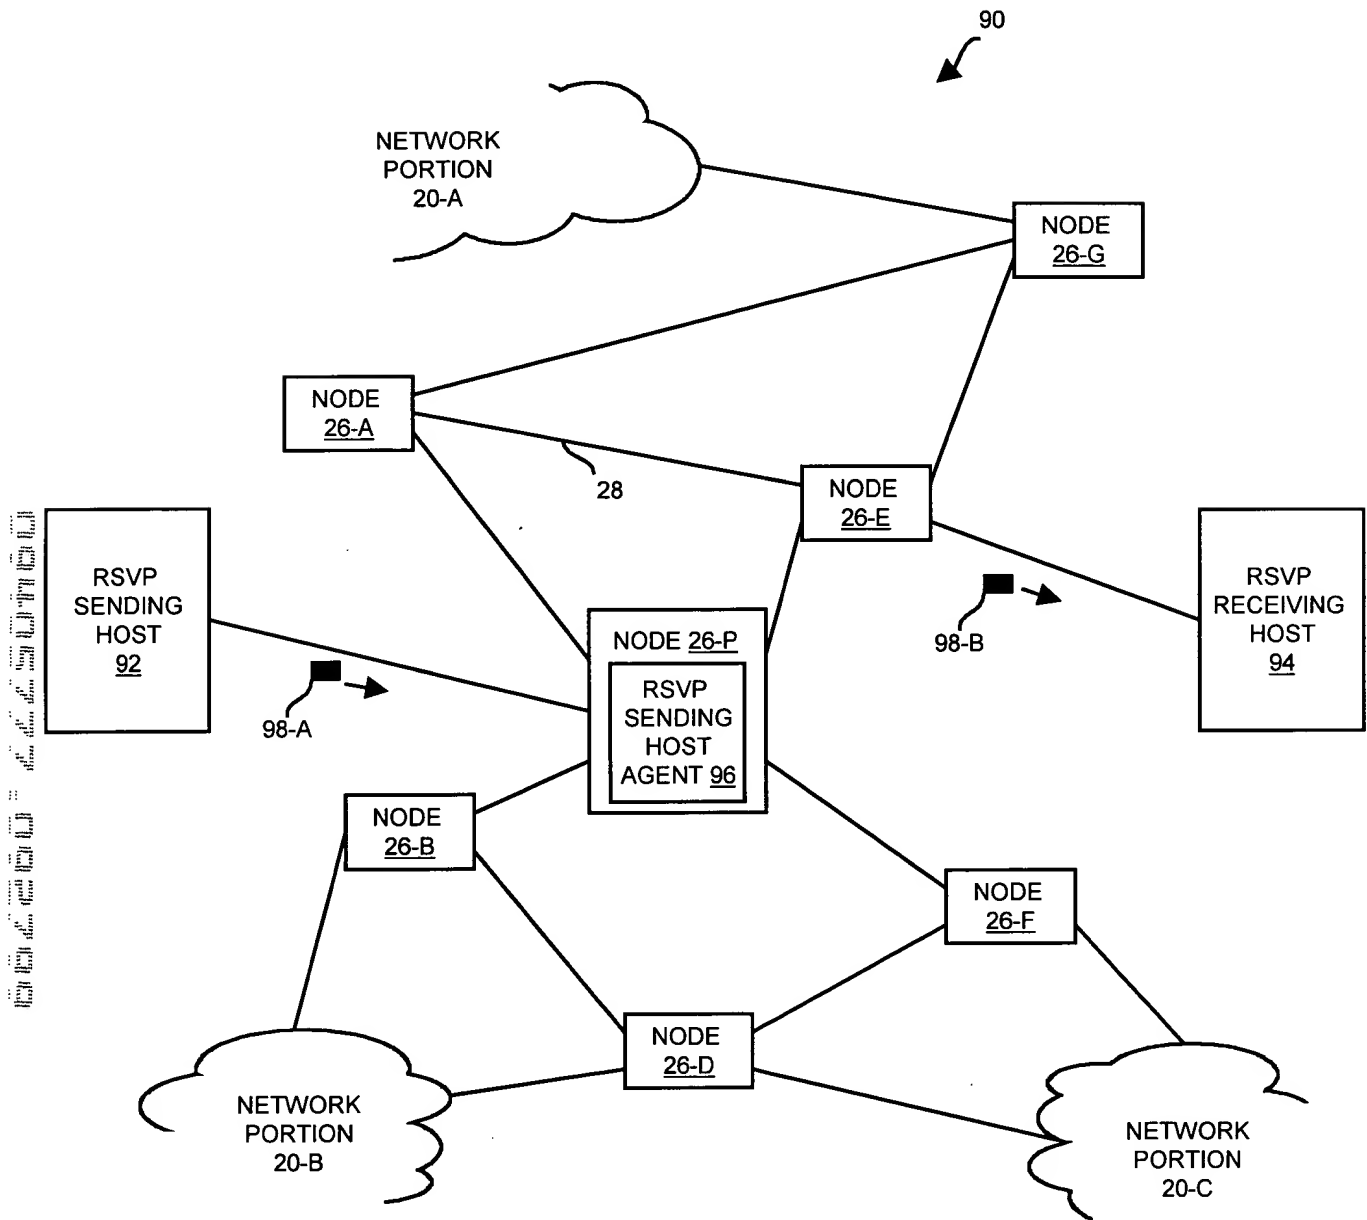 90
NETWORK
PORTION
20-A
NODE
26-G
NODE
26-A
28
NODE
26-E
RSVP
SENDING
HOST
92
98-A
NODE 26-P
RSVP
SENDING
HOST
AGENT 96
98-B
RSVP
RECEIVING
HOST
94
NODE
26-B
NODE
26-F
NODE
26-D
NETWORK
PORTION
20-B
NETWORK
PORTION
20-C